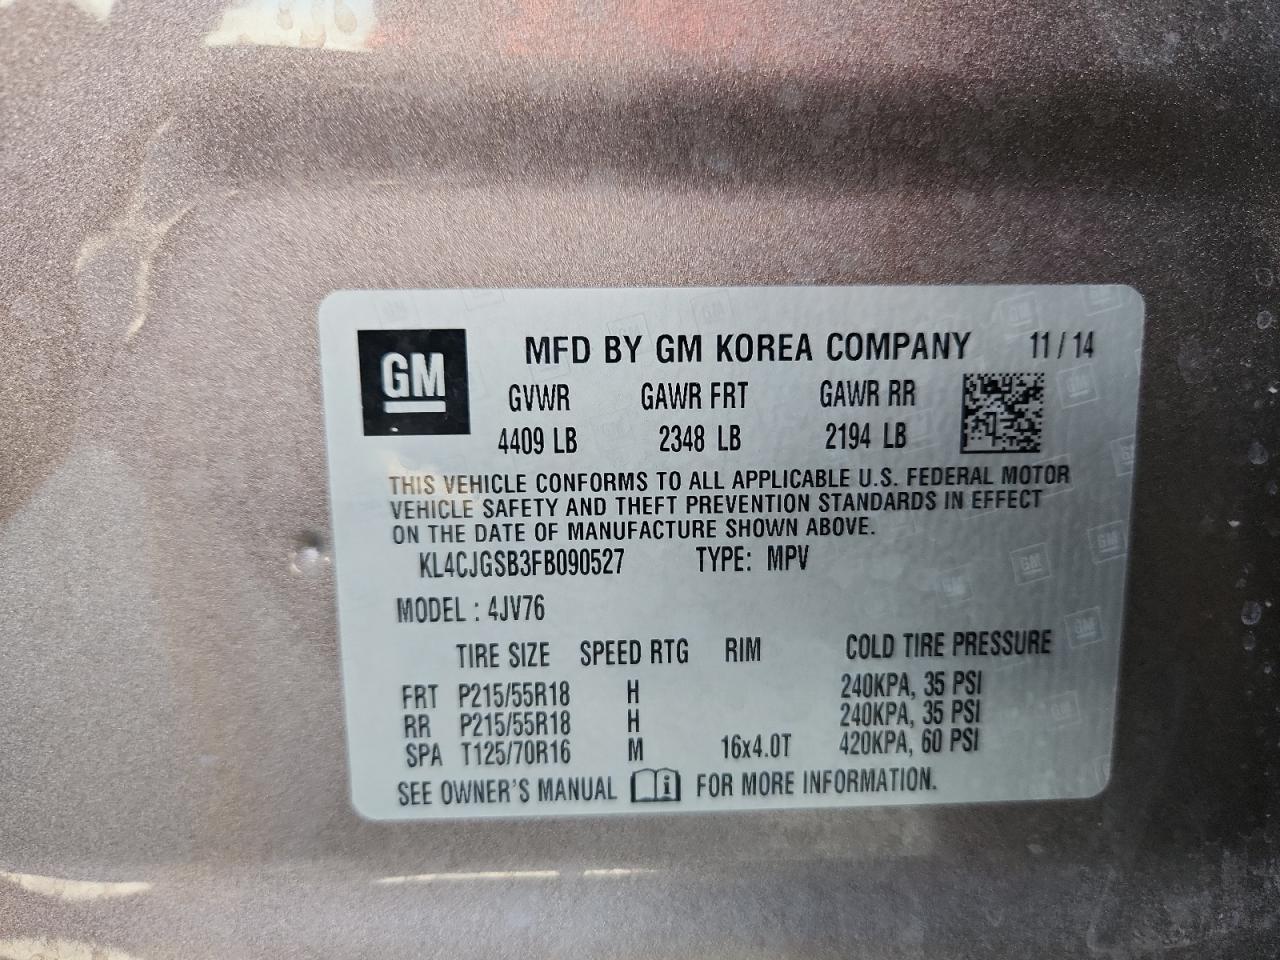 GM
MFD BY GM KOREA COMPANY 11 / 14
GVWR GAWR FRT GAWR RR
4409 LB 2348 LB 2194 LB
THIS VEHICLE CONFORMS TO ALL APPLICABLE U.S. FEDERAL MOTOR
VEHICLE SAFETY AND THEFT PREVENTION STANDARDS IN EFFECT
ON THE DATE OF MANUFACTURE SHOWN ABOVE.
KL4CJGSB3FB090527 TYPE: MPV
MODEL : 4JV76
TIRE SIZE SPEED RTG RIM COLD TIRE PRESSURE
FRT P215/55R18 H 240KPA, 35 PSI
RR P215/55R18 H 240KPA, 35 PSI
SPA T125/70R16 M 16x4.0T 420KPA, 60 PSI
SEE OWNER'S MANUAL FOR MORE INFORMATION.